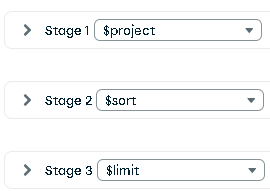 Stage 1 $project
Stage 2 $sort
Stage 3 $limit